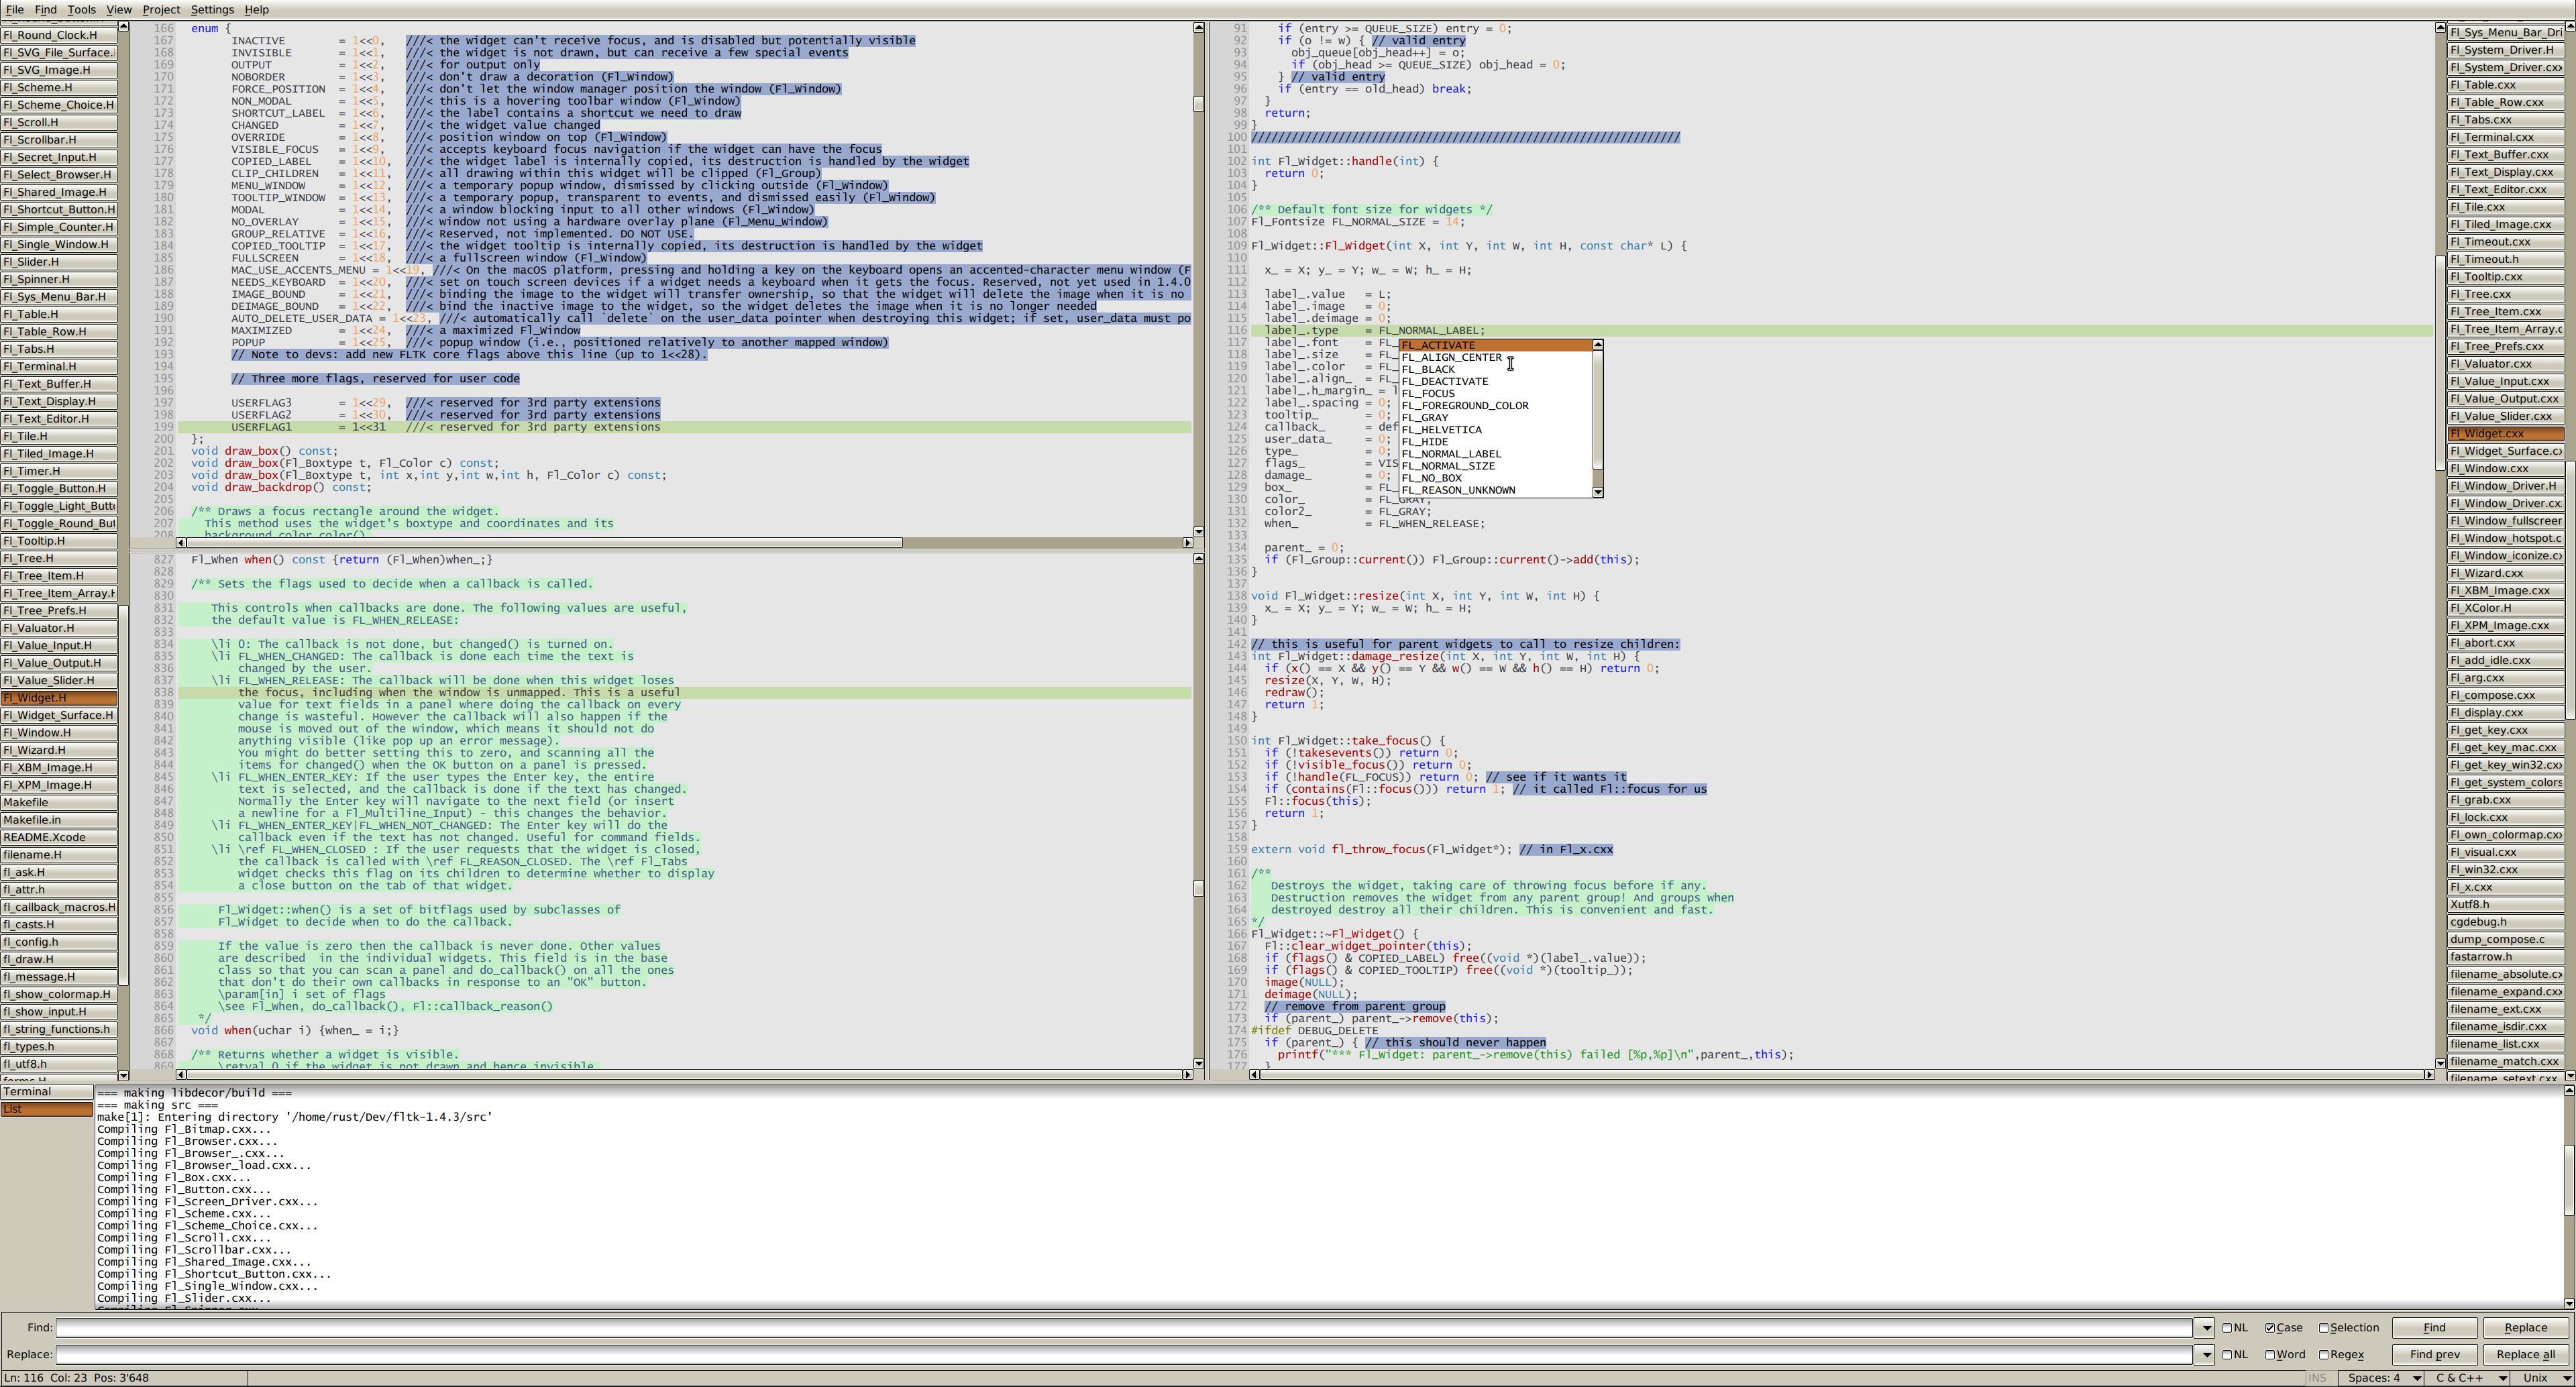 File Find Tools View Project Settings Help
Fl_Round_Clock.H
Fl_SVG_File_Surface.
Fl_SVG_Image.H
Fl_Scheme.H
Fl_Scheme_Choice.H
Fl_Scroll.H
Fl_Scrollbar.H
Fl_Secret_Input.H
Fl_Select_Browser.H
Fl_Shared_Image.H
Fl_Shortcut_Button.H
Fl_Simple_Counter.H
Fl_Single_Window.H
Fl_Slider.H
Fl_Spinner.H
Fl_Sys_Menu_Bar.H
Fl_Table.H
Fl_Table_Row.H
Fl_Tabs.H
Fl_Terminal.H
Fl_Text_Buffer.H
Fl_Text_Display.H
Fl_Text_Editor.H
Fl_Tile.H
Fl_Tiled_Image.H
Fl_Timer.H
Fl_Toggle_Button.H
Fl_Toggle_Light_Butt
Fl_Toggle_Round_But
Fl_Tooltip.H
Fl_Tree.H
Fl_Tree_Item.H
Fl_Tree_Item_Array.H
Fl_Tree_Prefs.H
Fl_Valuator.H
Fl_Value_Input.H
Fl_Value_Output.H
Fl_Value_Slider.H
Fl_Widget.H
Fl_Widget_Surface.H
Fl_Window.H
Fl_Wizard.H
Fl_XBM_Image.H
Fl_XPM_Image.H
Makefile
Makefile.in
README.Xcode
filename.H
fl_ask.H
fl_attr.h
fl_callback_macros.H
fl_casts.H
fl_config.h
fl_draw.H
fl_message.H
fl_show_colormap.H
fl_show_input.H
fl_string_functions.h
fl_types.h
fl_utf8.h
166 enum {
167 INACTIVE = 1<<0, ///< the widget can't receive focus, and is disabled but potentially visible
168 INVISIBLE = 1<<1, ///< the widget is not drawn, but can receive a few special events
169 OUTPUT = 1<<2, ///< for output only
170 NOBORDER = 1<<3, ///< don't draw a decoration (Fl_Window)
171 FORCE_POSITION = 1<<4, ///< don't let the window manager position the window (Fl_Window)
172 NON_MODAL = 1<<5, ///< this is a hovering toolbar window (Fl_Window)
173 SHORTCUT_LABEL = 1<<6, ///< the label contains a shortcut we need to draw
174 CHANGED = 1<<7, ///< the widget value changed
175 OVERRIDE = 1<<8, ///< position window on top (Fl_Window)
176 VISIBLE_FOCUS = 1<<9, ///< accepts keyboard focus navigation if the widget can have the focus
177 COPIED_LABEL = 1<<10, ///< the widget label is internally copied, its destruction is handled by the widget
178 CLIP_CHILDREN = 1<<11, ///< all drawing within this widget will be clipped (Fl_Group)
179 MENU_WINDOW = 1<<12, ///< a temporary popup window, dismissed by clicking outside (Fl_Window)
180 TOOLTIP_WINDOW = 1<<13, ///< a temporary popup, transparent to events, and dismissed easily (Fl_Window)
181 MODAL = 1<<14, ///< a window blocking input to all other windows (Fl_Window)
182 NO_OVERLAY = 1<<15, ///< window not using a hardware overlay plane (Fl_Menu_Window)
183 GROUP_RELATIVE = 1<<16, ///< Reserved, not implemented. DO NOT USE.
184 COPIED_TOOLTIP = 1<<17, ///< the widget tooltip is internally copied, its destruction is handled by the widget
185 FULLSCREEN = 1<<18, ///< a fullscreen window (Fl_Window)
186 MAC_USE_ACCENTS_MENU = 1<<19, ///< On the macOS platform, pressing and holding a key on the keyboard opens an accented-character menu window (F
187 NEEDS_KEYBOARD = 1<<20, ///< set on touch screen devices if a widget needs a keyboard when it gets the focus. Reserved, not yet used in 1.4.0
188 IMAGE_BOUND = 1<<21, ///< binding the image to the widget will transfer ownership, so that the widget will delete the image when it is no
189 DEIMAGE_BOUND = 1<<22, ///< bind the inactive image to the widget, so the widget deletes the image when it is no longer needed
190 AUTO_DELETE_USER_DATA = 1<<23, ///< automatically call `delete` on the user_data pointer when destroying this widget; if set, user_data must po
191 MAXIMIZED = 1<<24, ///< a maximized Fl_Window
192 POPUP = 1<<25, ///< popup window (i.e., positioned relatively to another mapped window)
193 // Note to devs: add new FLTK core flags above this line (up to 1<<28).
194
195 // Three more flags, reserved for user code
196
197 USERFLAG3 = 1<<29, ///< reserved for 3rd party extensions
198 USERFLAG2 = 1<<30, ///< reserved for 3rd party extensions
199 USERFLAG1 = 1<<31 ///< reserved for 3rd party extensions
200 };
201 void draw_box() const;
202 void draw_box(Fl_Boxtype t, Fl_Color c) const;
203 void draw_box(Fl_Boxtype t, int x,int y,int w,int h, Fl_Color c) const;
204 void draw_backdrop() const;
205
206 /** Draws a focus rectangle around the widget.
207 This method uses the widget's boxtype and coordinates and its
208 background color color().
827 Fl_When when() const {return (Fl_When)when_;}
828
829 /** Sets the flags used to decide when a callback is called.
830
831 This controls when callbacks are done. The following values are useful,
832 the default value is FL_WHEN_RELEASE:
833
834 \li 0: The callback is not done, but changed() is turned on.
835 \li FL_WHEN_CHANGED: The callback is done each time the text is
836 changed by the user.
837 \li FL_WHEN_RELEASE: The callback will be done when this widget loses
838 the focus, including when the window is unmapped. This is a useful
839 value for text fields in a panel where doing the callback on every
840 change is wasteful. However the callback will also happen if the
841 mouse is moved out of the window, which means it should not do
842 anything visible (like pop up an error message).
843 You might do better setting this to zero, and scanning all the
844 items for changed() when the OK button on a panel is pressed.
845 \li FL_WHEN_ENTER_KEY: If the user types the Enter key, the entire
846 text is selected, and the callback is done if the text has changed.
847 Normally the Enter key will navigate to the next field (or insert
848 a newline for a Fl_Multiline_Input) - this changes the behavior.
849 \li FL_WHEN_ENTER_KEY|FL_WHEN_NOT_CHANGED: The Enter key will do the
850 callback even if the text has not changed. Useful for command fields.
851 \li \ref FL_WHEN_CLOSED : If the user requests that the widget is closed,
852 the callback is called with \ref FL_REASON_CLOSED. The \ref Fl_Tabs
853 widget checks this flag on its children to determine whether to display
854 a close button on the tab of that widget.
855
856 Fl_Widget::when() is a set of bitflags used by subclasses of
857 Fl_Widget to decide when to do the callback.
858
859 If the value is zero then the callback is never done. Other values
860 are described  in the individual widgets. This field is in the base
861 class so that you can scan a panel and do_callback() on all the ones
862 that don't do their own callbacks in response to an "OK" button.
863 \param[in] i set of flags
864 \see Fl_When, do_callback(), Fl::callback_reason()
865 */
866 void when(uchar i) {when_ = i;}
867
868 /** Returns whether a widget is visible.
869 \retval 0 if the widget is not drawn and hence invisible.
91 if (entry >= QUEUE_SIZE) entry = 0;
92 if (o != w) { // valid entry
93 obj_queue[obj_head++] = o;
94 if (obj_head >= QUEUE_SIZE) obj_head = 0;
95 } // valid entry
96 if (entry == old_head) break;
97 }
98 return;
99 }
100 ////////////////////////////////////////////////////////////////
101
102 int Fl_Widget::handle(int) {
103 return 0;
104 }
105
106 /** Default font size for widgets */
107 Fl_Fontsize FL_NORMAL_SIZE = 14;
108
109 Fl_Widget::Fl_Widget(int X, int Y, int W, int H, const char* L) {
110
111 x_ = X; y_ = Y; w_ = W; h_ = H;
112
113 label_.value = L;
114 label_.image = 0;
115 label_.deimage = 0;
116 label_.type = FL_NORMAL_LABEL;
117 label_.font = FL_
118 label_.size = FL_
119 label_.color = FL_
120 label_.align_ = FL_
121 label_.h_margin_ = l
122 label_.spacing = 0;
123 tooltip_ = 0;
124 callback_ = def
125 user_data_ = 0;
126 type_ = 0;
127 flags_ = VIS
128 damage_ = 0;
129 box_ = FL_
130 color_ = FL_GRAY;
131 color2_ = FL_GRAY;
132 when_ = FL_WHEN_RELEASE;
133
134 parent_ = 0;
135 if (Fl_Group::current()) Fl_Group::current()->add(this);
136 }
137
138 void Fl_Widget::resize(int X, int Y, int W, int H) {
139 x_ = X; y_ = Y; w_ = W; h_ = H;
140 }
141
142 // this is useful for parent widgets to call to resize children:
143 int Fl_Widget::damage_resize(int X, int Y, int W, int H) {
144 if (x() == X && y() == Y && w() == W && h() == H) return 0;
145 resize(X, Y, W, H);
146 redraw();
147 return 1;
148 }
149
150 int Fl_Widget::take_focus() {
151 if (!takesevents()) return 0;
152 if (!visible_focus()) return 0;
153 if (!handle(FL_FOCUS)) return 0; // see if it wants it
154 if (contains(Fl::focus())) return 1; // it called Fl::focus for us
155 Fl::focus(this);
156 return 1;
157 }
158
159 extern void fl_throw_focus(Fl_Widget*); // in Fl_x.cxx
160
161 /**
162 Destroys the widget, taking care of throwing focus before if any.
163 Destruction removes the widget from any parent group! And groups when
164 destroyed destroy all their children. This is convenient and fast.
165 */
166 Fl_Widget::~Fl_Widget() {
167 Fl::clear_widget_pointer(this);
168 if (flags() & COPIED_LABEL) free((void *)(label_.value));
169 if (flags() & COPIED_TOOLTIP) free((void *)(tooltip_));
170 image(NULL);
171 deimage(NULL);
172 // remove from parent group
173 if (parent_) parent_->remove(this);
174 #ifdef DEBUG_DELETE
175 if (parent_) { // this should never happen
176 printf("*** Fl_Widget: parent_->remove(this) failed [%p,%p]\n",parent_,this);
177 }
FL_ACTIVATE
FL_ALIGN_CENTER
FL_BLACK
FL_DEACTIVATE
FL_FOCUS
FL_FOREGROUND_COLOR
FL_GRAY
FL_HELVETICA
FL_HIDE
FL_NORMAL_LABEL
FL_NORMAL_SIZE
FL_NO_BOX
FL_REASON_UNKNOWN
Fl_Sys_Menu_Bar_Dri
Fl_System_Driver.H
Fl_System_Driver.cxx
Fl_Table.cxx
Fl_Table_Row.cxx
Fl_Tabs.cxx
Fl_Terminal.cxx
Fl_Text_Buffer.cxx
Fl_Text_Display.cxx
Fl_Text_Editor.cxx
Fl_Tile.cxx
Fl_Tiled_Image.cxx
Fl_Timeout.cxx
Fl_Timeout.h
Fl_Tooltip.cxx
Fl_Tree.cxx
Fl_Tree_Item.cxx
Fl_Tree_Item_Array.c
Fl_Tree_Prefs.cxx
Fl_Valuator.cxx
Fl_Value_Input.cxx
Fl_Value_Output.cxx
Fl_Value_Slider.cxx
Fl_Widget.cxx
Fl_Widget_Surface.cx
Fl_Window.cxx
Fl_Window_Driver.H
Fl_Window_Driver.cx
Fl_Window_fullscreer
Fl_Window_hotspot.c
Fl_Window_iconize.cx
Fl_Wizard.cxx
Fl_XBM_Image.cxx
Fl_XColor.H
Fl_XPM_Image.cxx
Fl_abort.cxx
Fl_add_idle.cxx
Fl_arg.cxx
Fl_compose.cxx
Fl_display.cxx
Fl_get_key.cxx
Fl_get_key_mac.cxx
Fl_get_key_win32.cxx
Fl_get_system_colors
Fl_grab.cxx
Fl_lock.cxx
Fl_own_colormap.cxx
Fl_visual.cxx
Fl_win32.cxx
Fl_x.cxx
Xutf8.h
cgdebug.h
dump_compose.c
fastarrow.h
filename_absolute.cx
filename_expand.cxx
filename_ext.cxx
filename_isdir.cxx
filename_list.cxx
filename_match.cxx
filename_setext.cxx
Terminal
List
=== making libdecor/build ===
=== making src ===
make[1]: Entering directory '/home/rust/Dev/fltk-1.4.3/src'
Compiling Fl_Bitmap.cxx...
Compiling Fl_Browser.cxx...
Compiling Fl_Browser_.cxx...
Compiling Fl_Browser_load.cxx...
Compiling Fl_Box.cxx...
Compiling Fl_Button.cxx...
Compiling Fl_Screen_Driver.cxx...
Compiling Fl_Scheme.cxx...
Compiling Fl_Scheme_Choice.cxx...
Compiling Fl_Scroll.cxx...
Compiling Fl_Scrollbar.cxx...
Compiling Fl_Shared_Image.cxx...
Compiling Fl_Shortcut_Button.cxx...
Compiling Fl_Single_Window.cxx...
Compiling Fl_Slider.cxx...
Compiling Fl_Spinner.cxx...
Find: NL Case Selection Find Replace
Replace: NL Word Regex Find prev Replace all
Ln: 116 Col: 23 Pos: 3'648 INS Spaces: 4 C & C++ Unix